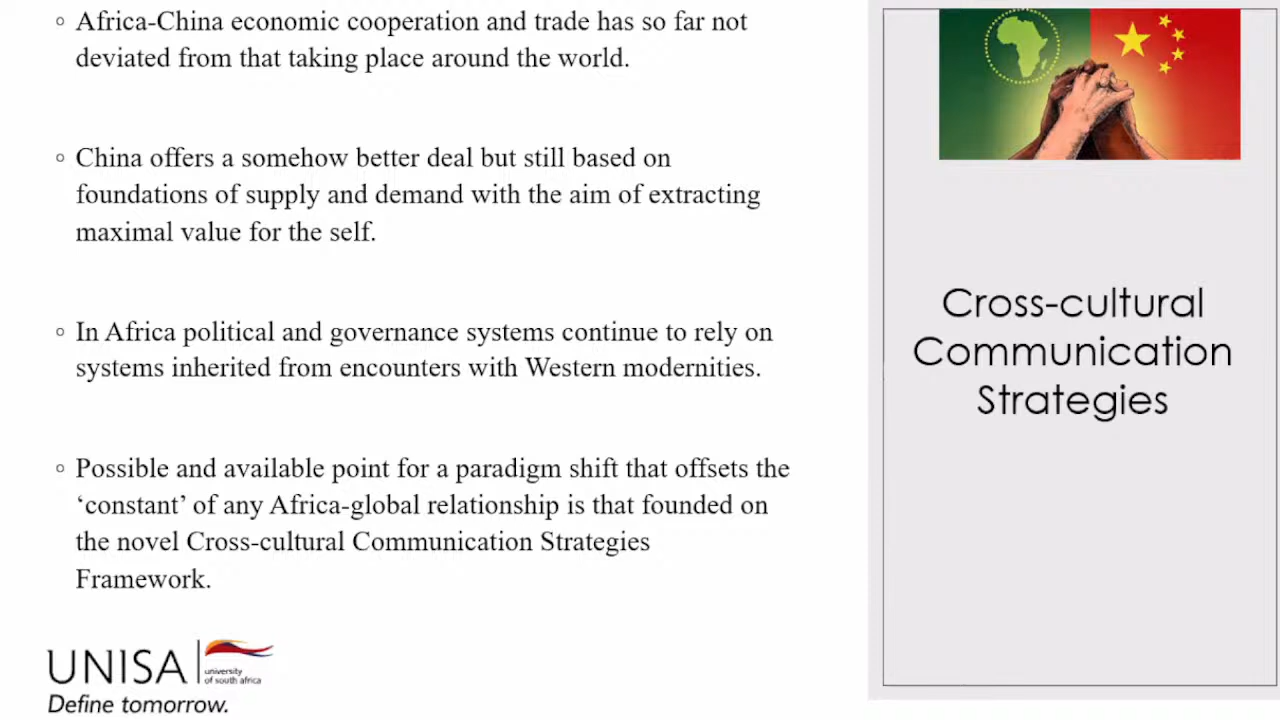 Africa-China economic cooperation and trade has so far not
deviated from that taking place around the world.
China offers a somehow better deal but still based on
foundations of supply and demand with the aim of extracting
maximal value for the self.
In Africa political and governance systems continue to rely on
systems inherited from encounters with Western modernities.
Possible and available point for a paradigm shift that offsets the
‘constant’ of any Africa-global relationship is that founded on
the novel Cross-cultural Communication Strategies
Framework.
Cross-cultural
Communication
Strategies
UNISA
university
of south africa
Define tomorrow.